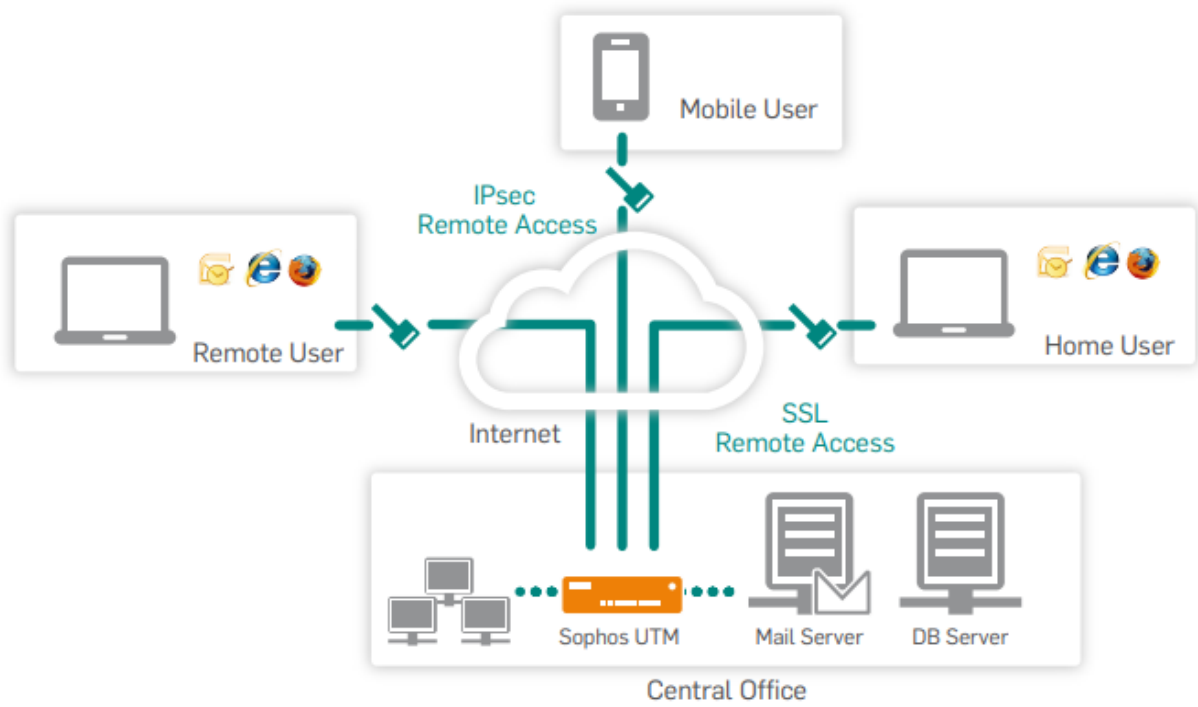 Mobile User
IPsec
Remote Access
Remote User
Home User
Internet
SSL
Remote Access
Sophos UTM
Mail Server
DB Server
Central Office